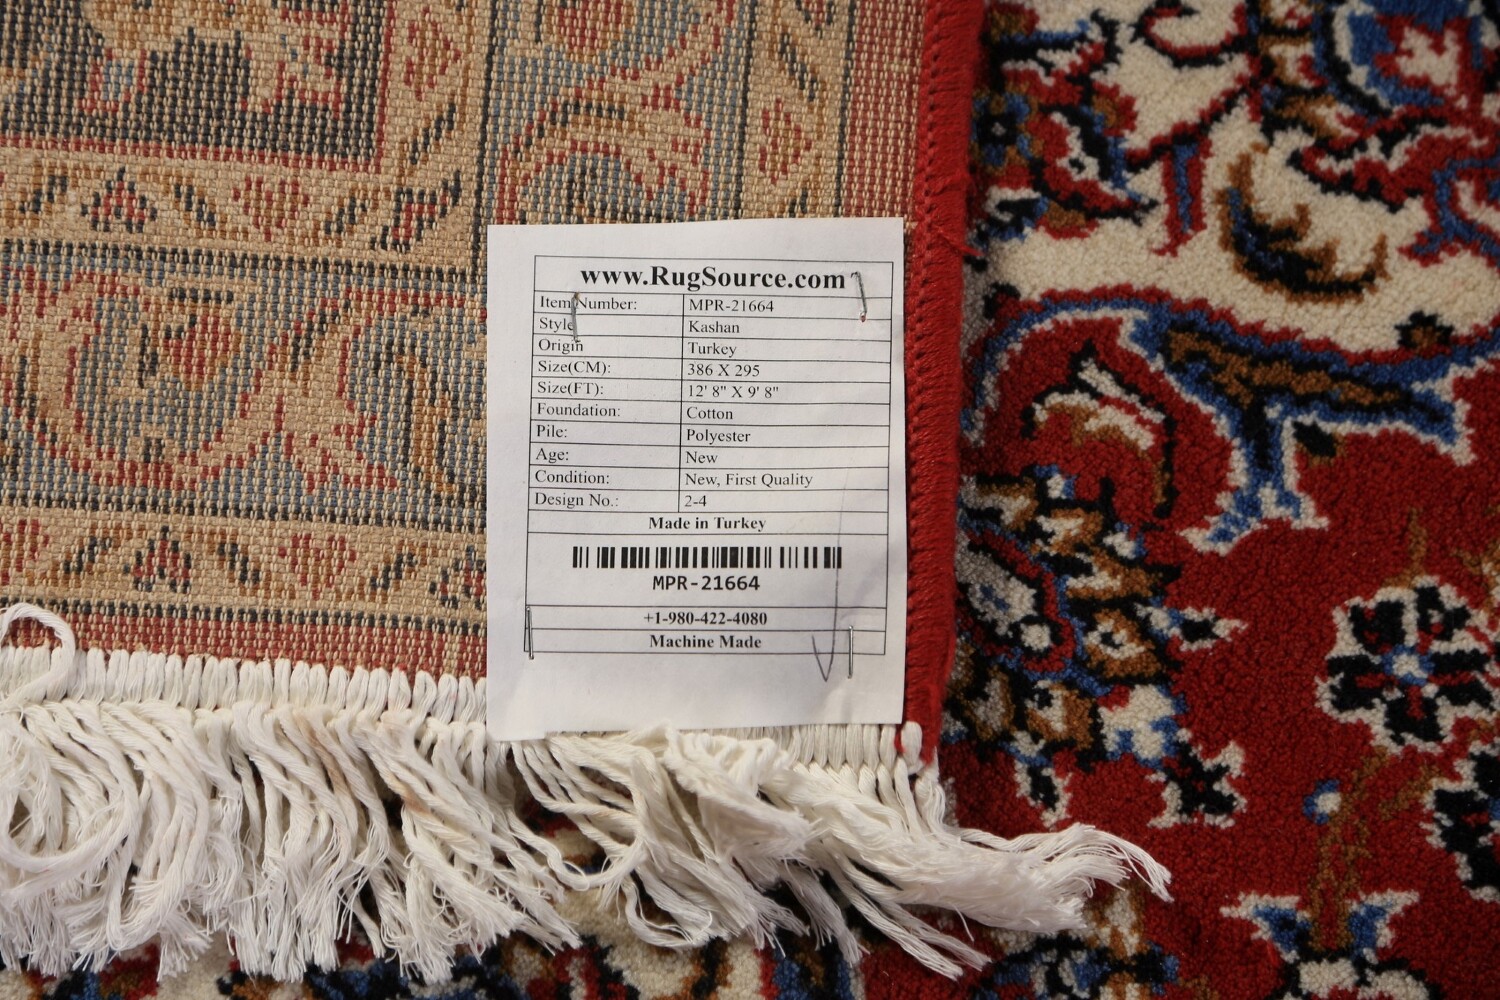 www.RugSource.com
Item Number: MPR-21664
Style Kashan
Origin Turkey
Size(CM): 386 X 295
Size(FT): 12' 8" X 9' 8"
Foundation: Cotton
Pile: Polyester
Age: New
Condition: New, First Quality
Design No.: 2-4
Made in Turkey
MPR-21664
+1-980-422-4080
Machine Made